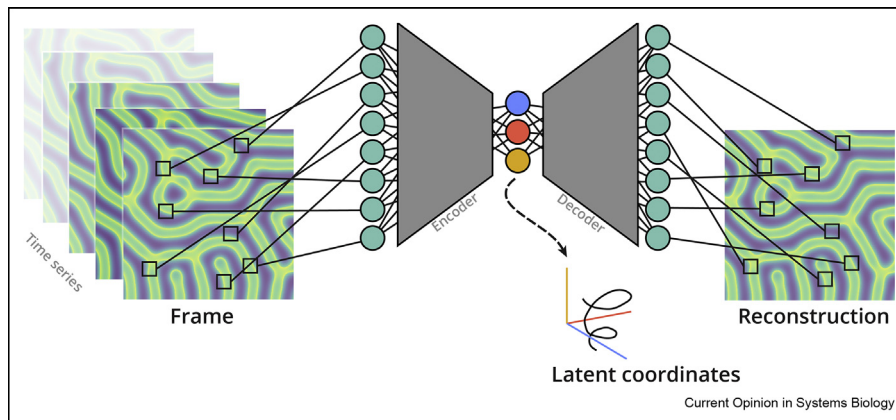 Time series
Frame
Encoder
Decoder
Latent coordinates
Reconstruction
Current Opinion in Systems Biology